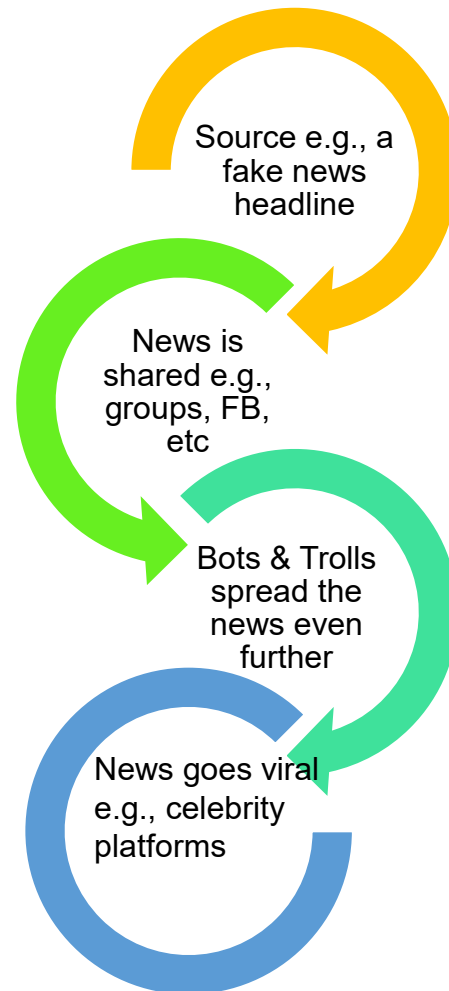 Source e.g., a
fake news
headline
News is
shared e.g.,
groups, FB,
etc
Bots & Trolls
spread the
news even
further
News goes viral
e.g., celebrity
platforms